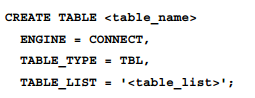 CREATE TABLE <table_name>
ENGINE = CONNECT,
TABLE_TYPE = TBL,
TABLE_LIST = '<table_list>';